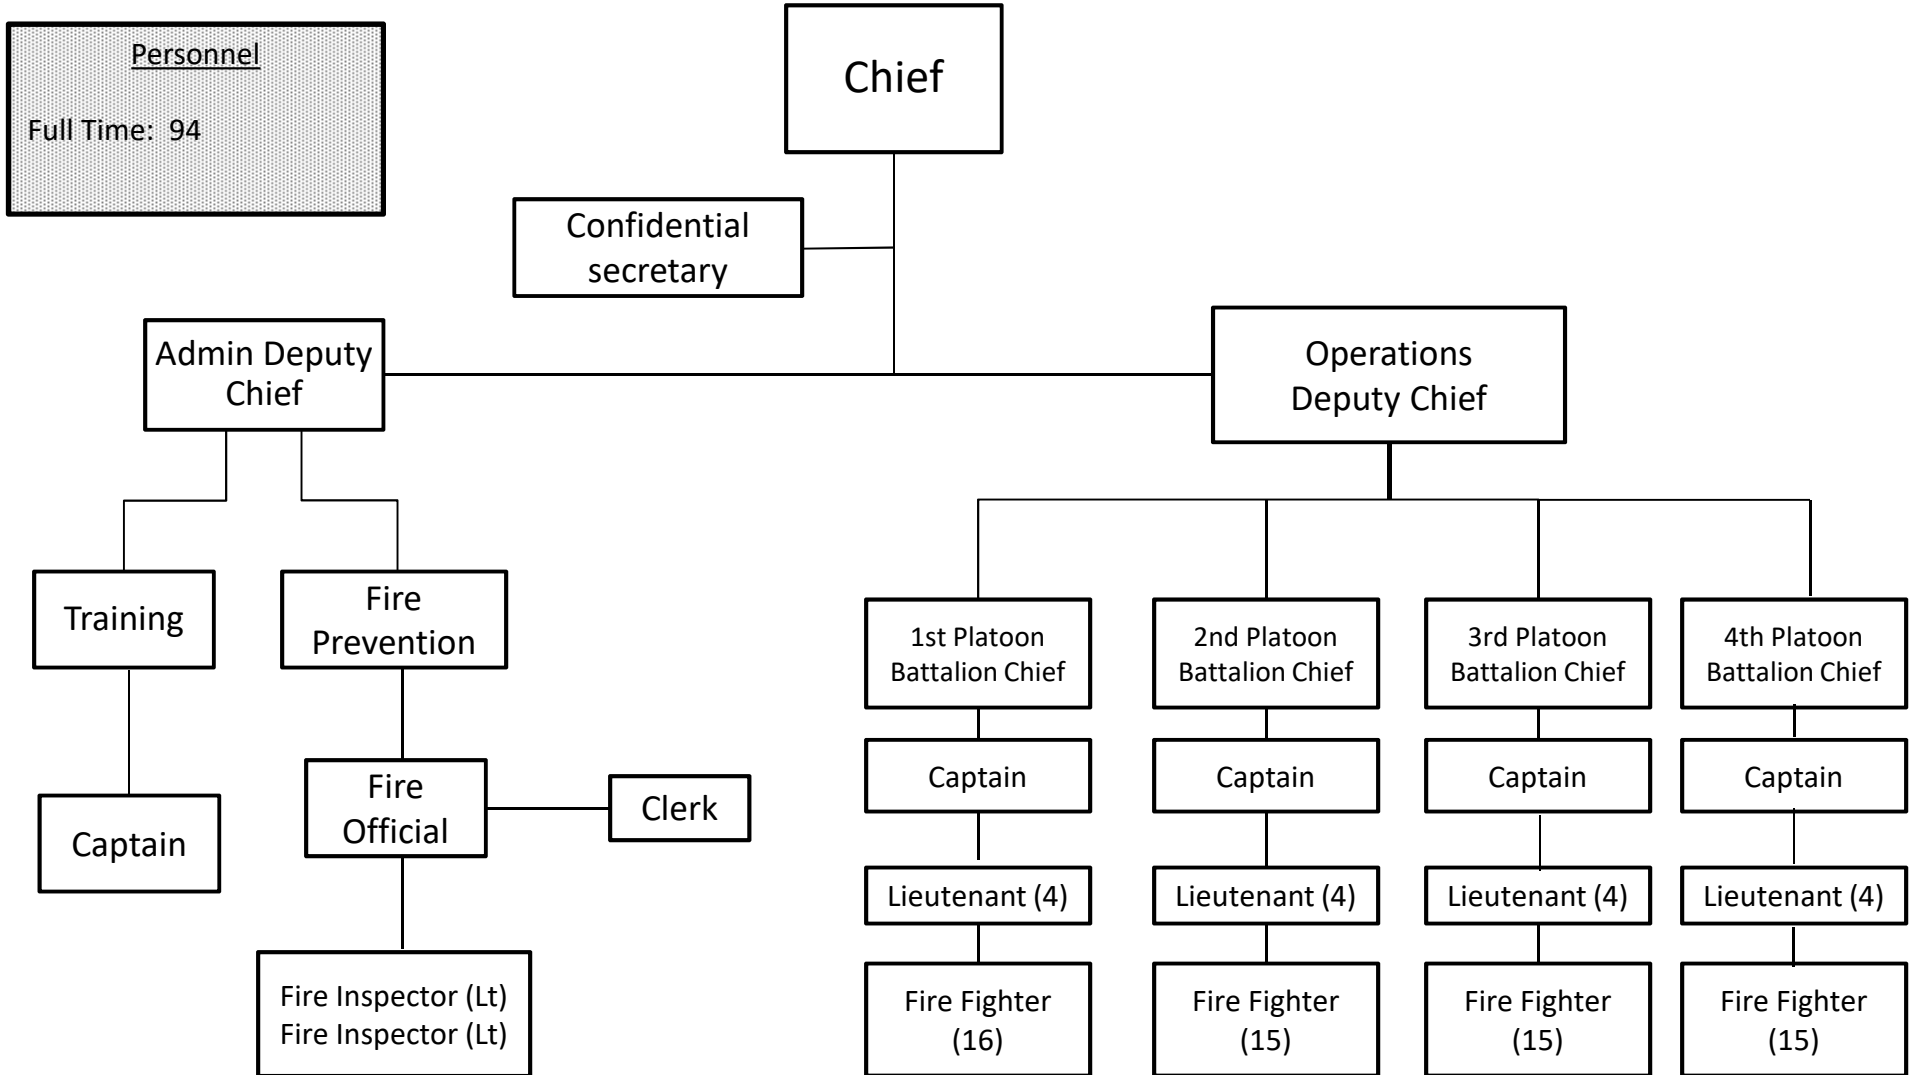 Personnel
Full Time: 94
Chief
Confidential
secretary
Admin Deputy
Chief
Operations
Deputy Chief
Training
Fire
Prevention
Captain
Fire
Official
Clerk
Fire Inspector (Lt)
Fire Inspector (Lt)
1st Platoon
Battalion Chief
Captain
Lieutenant (4)
Fire Fighter
(16)
2nd Platoon
Battalion Chief
Captain
Lieutenant (4)
Fire Fighter
(15)
3rd Platoon
Battalion Chief
Captain
Lieutenant (4)
Fire Fighter
(15)
4th Platoon
Battalion Chief
Captain
Lieutenant (4)
Fire Fighter
(15)